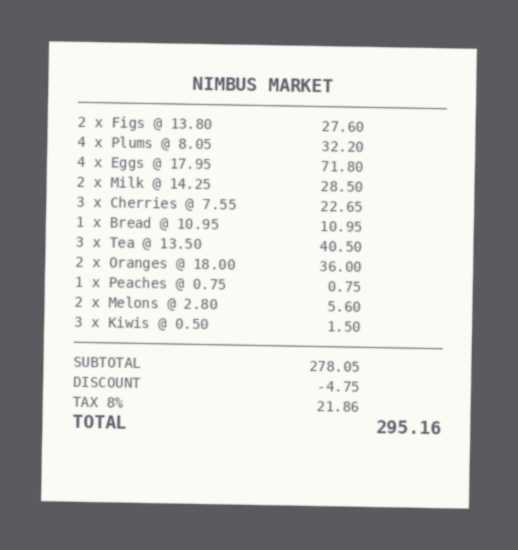 NIMBUS MARKET
2 x Figs @ 13.80 27.60
4 x Plums @ 8.05 32.20
4 x Eggs @ 17.95 71.80
2 x Milk @ 14.25 28.50
3 x Cherries @ 7.55 22.65
1 x Bread @ 10.95 10.95
3 x Tea @ 13.50 40.50
2 x Oranges @ 18.00 36.00
1 x Peaches @ 0.75 0.75
2 x Melons @ 2.80 5.60
3 x Kiwis @ 0.50 1.50
SUBTOTAL 278.05
DISCOUNT -4.75
TAX 8% 21.86
TOTAL 295.16